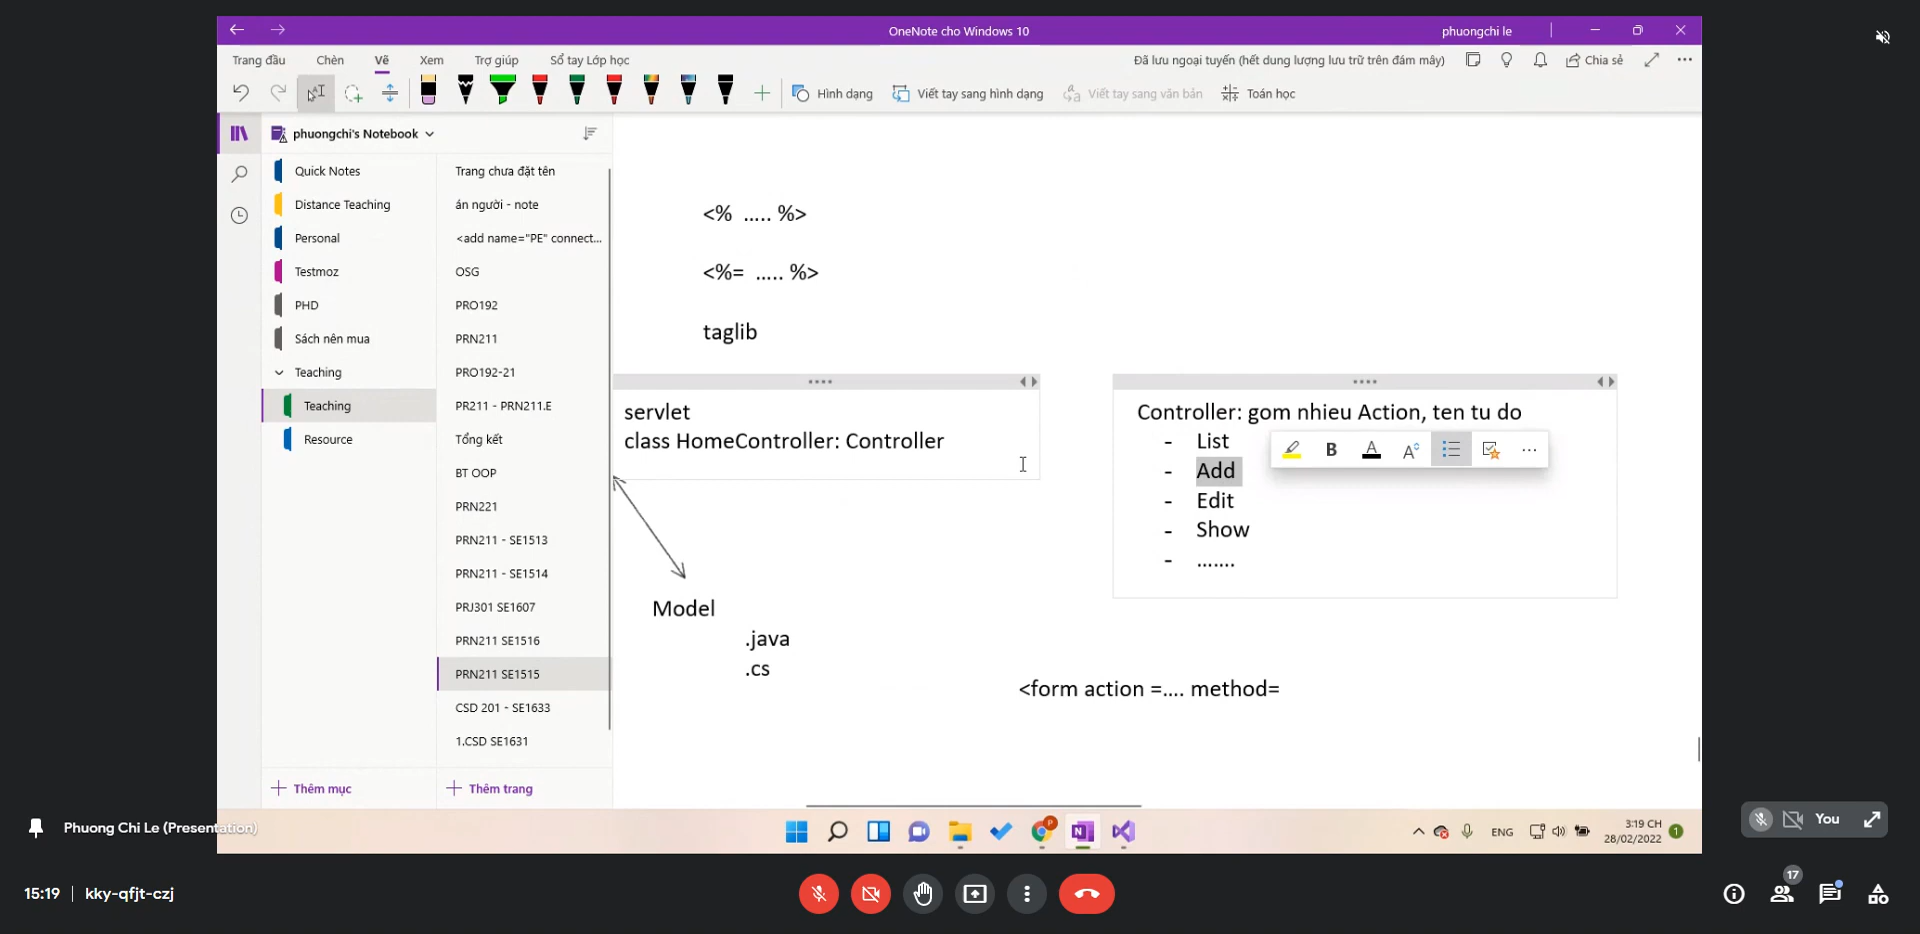 OneNote cho Windows 10
phuongchi le
Trang đầu Chèn Vẽ Xem Trợ giúp Sổ tay Lớp học
Đã lưu ngoại tuyến (hết dung lượng lưu trữ trên đám mây) Chia sẻ
Hình dạng Viết tay sang hình dạng Viết tay sang văn bản Toán học
phuongchi's Notebook
Quick Notes
Distance Teaching
Personal
Testmoz
PHD
Sách nên mua
Teaching
Teaching
Resource
Thêm mục
Trang chưa đặt tên
án người - note
<add name="PE" connect...
OSG
PRO192
PRN211
PRO192-21
PR211 - PRN211.E
Tổng kết
BT OOP
PRN221
PRN211 - SE1513
PRN211 - SE1514
PRJ301 SE1607
PRN211 SE1516
PRN211 SE1515
CSD 201 - SE1633
1.CSD SE1631
Thêm trang
<% ..... %>
<%= ..... %>
taglib
servlet
class HomeController: Controller
Controller: gom nhieu Action, ten tu do
- List
- Add
- Edit
- Show
- .......
B A A ...
Model
.java
.cs
<form action =.... method=
Phuong Chi Le (Presentation)
P
N
ENG
3:19 CH
28/02/2022
1
You
15:19 | kky-qfjt-czj
17